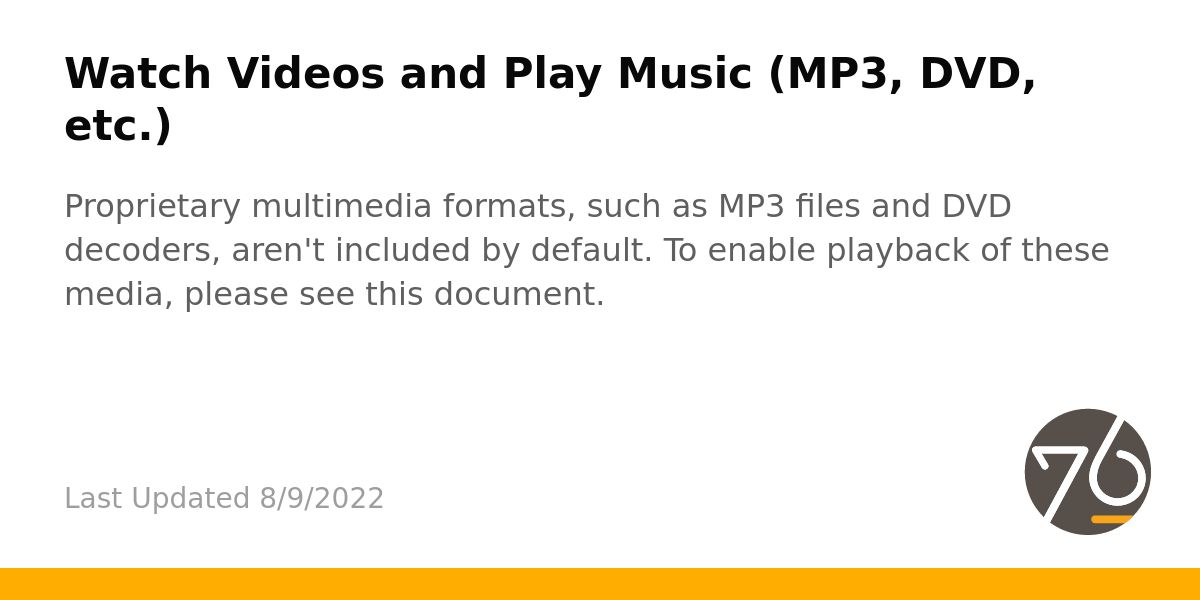 Watch Videos and Play Music (MP3, DVD,
etc.)
Proprietary multimedia formats, such as MP3 files and DVD
decoders, aren't included by default. To enable playback of these
media, please see this document.
Last Updated 8/9/2022
76